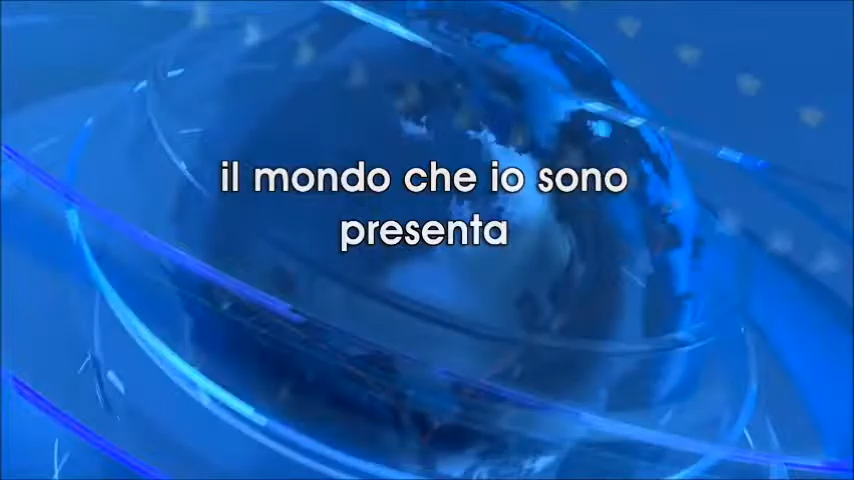 il mondo che io sono
presenta